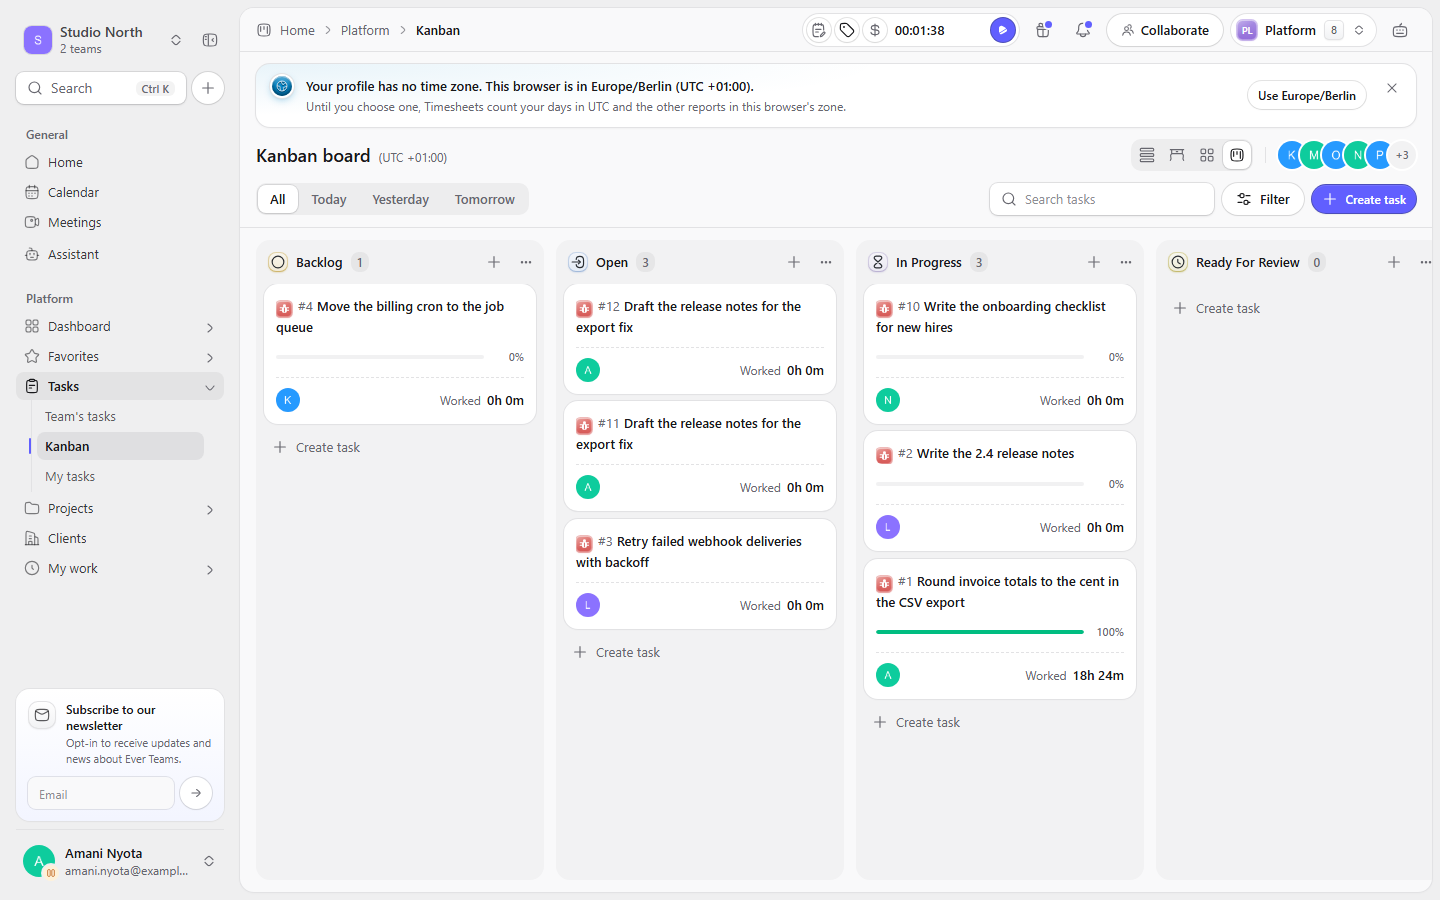 S
Studio North
2 teams
Search
Ctrl K
General
Home
Calendar
Meetings
Assistant
Platform
Dashboard
Favorites
Tasks
Team's tasks
Kanban
My tasks
Projects
Clients
My work
Subscribe to our
newsletter
Opt-in to receive updates and
news about Ever Teams.
Email
A
Amani Nyota
amani.nyota@exampl...
Home
Platform
Kanban
00:01:38
Collaborate
PL
Platform
8
Your profile has no time zone. This browser is in Europe/Berlin (UTC +01:00).
Until you choose one, Timesheets count your days in UTC and the other reports in this browser's zone.
Use Europe/Berlin
Kanban board
(UTC +01:00)
K
M
O
N
P
+3
All
Today
Yesterday
Tomorrow
Search tasks
Filter
Create task
Backlog
1
#4 Move the billing cron to the job
queue
0%
K
Worked 0h 0m
Create task
Open
3
#12 Draft the release notes for the
export fix
A
Worked 0h 0m
#11 Draft the release notes for the
export fix
A
Worked 0h 0m
#3 Retry failed webhook deliveries
with backoff
L
Worked 0h 0m
Create task
In Progress
3
#10 Write the onboarding checklist
for new hires
0%
N
Worked 0h 0m
#2 Write the 2.4 release notes
0%
L
Worked 0h 0m
#1 Round invoice totals to the cent in
the CSV export
100%
A
Worked 18h 24m
Create task
Ready For Review
0
Create task